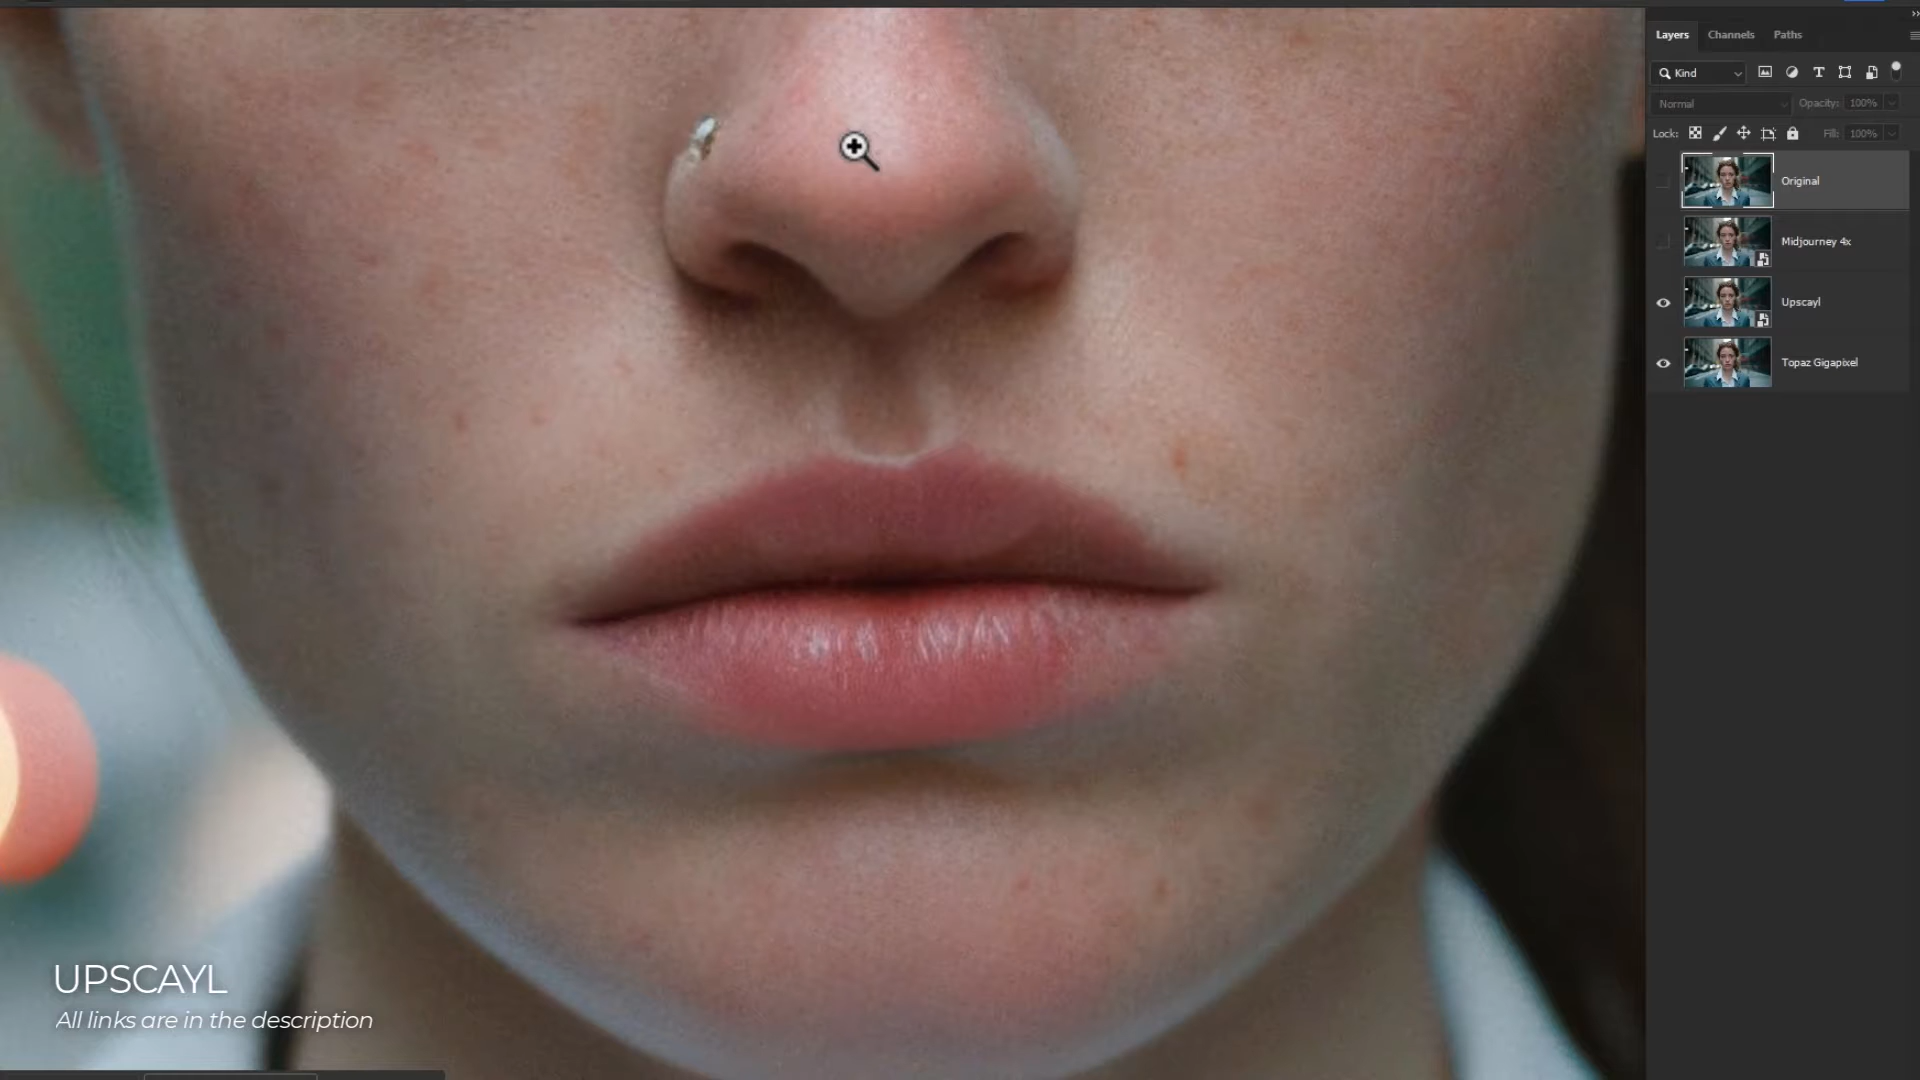 Layers Channels Paths
Kind
Normal Opacity: 100%
Lock: Fill: 100%
Original
Midjourney 4x
Upscayl
Topaz Gigapixel
UPSCAYL
All links are in the description